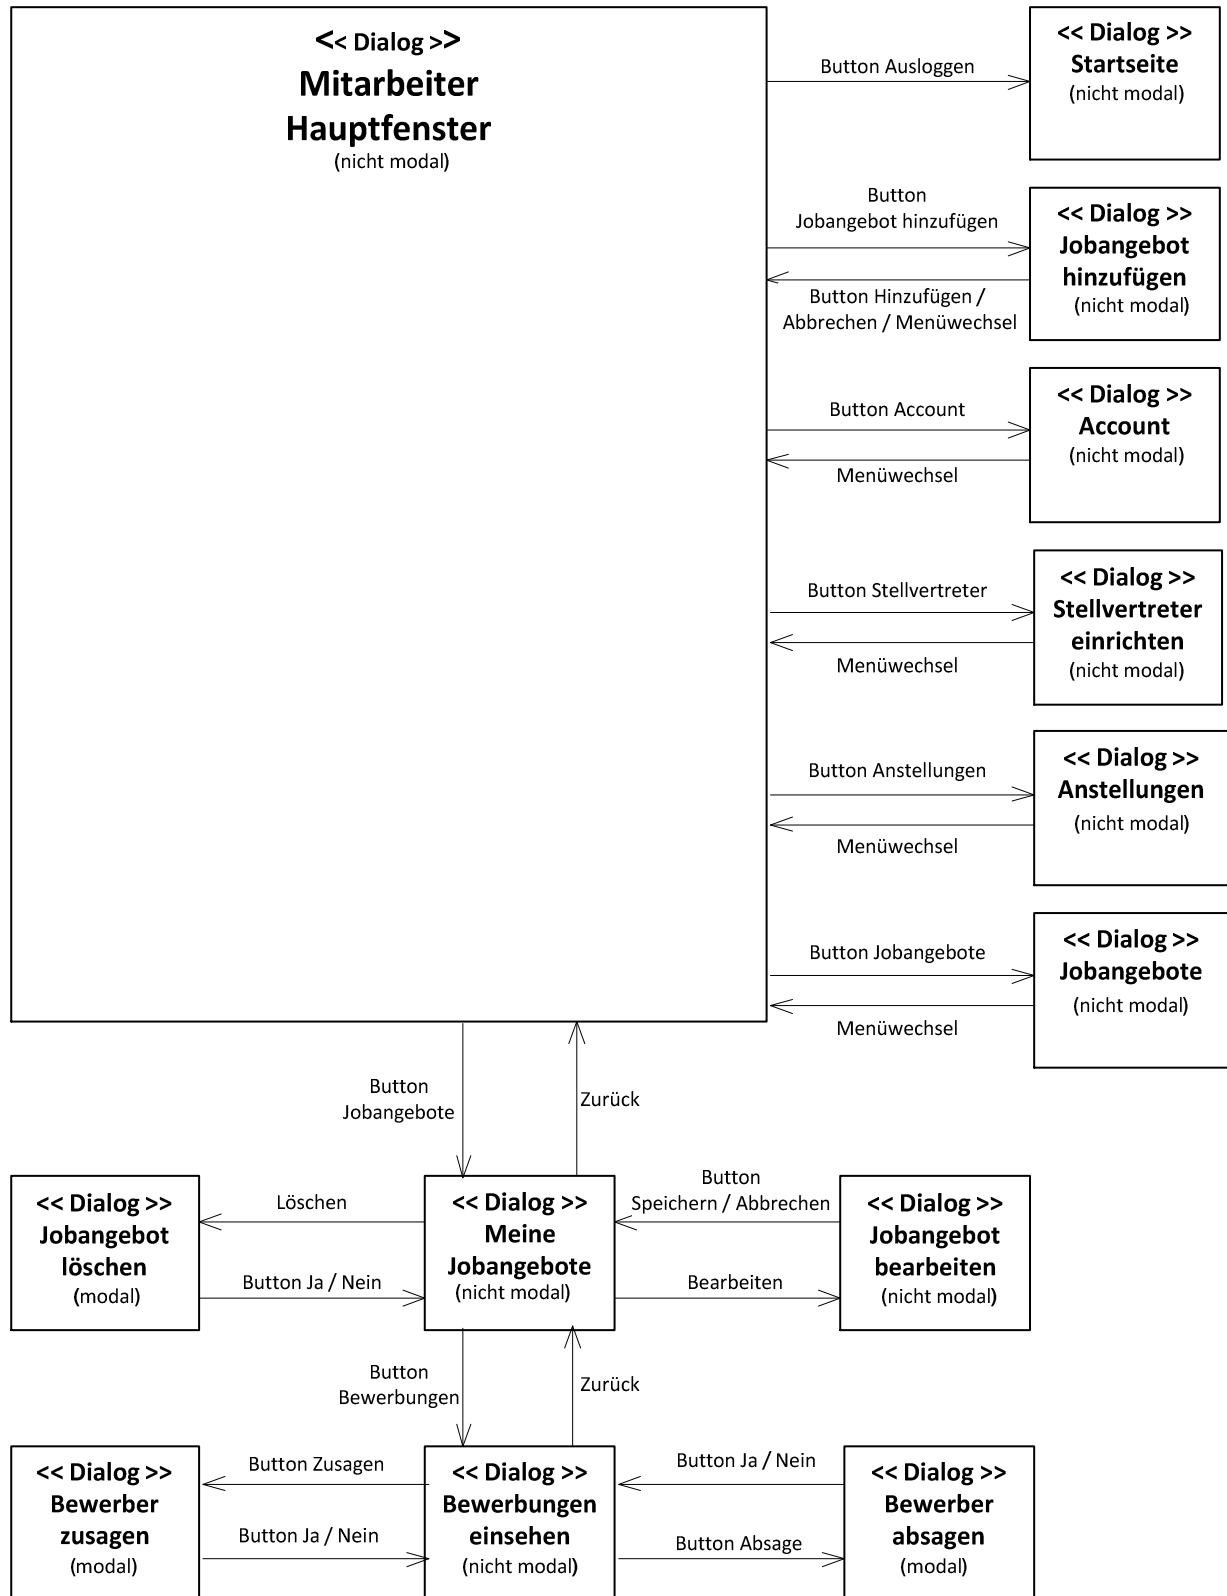 << Dialog >>
Mitarbeiter
Hauptfenster
(nicht modal)
Button Ausloggen
<< Dialog >>
Startseite
(nicht modal)
Button
Jobangebot hinzufügen
Button Hinzufügen /
Abbrechen / Menüwechsel
<< Dialog >>
Jobangebot
hinzufügen
(nicht modal)
Button Account
Menüwechsel
<< Dialog >>
Account
(nicht modal)
Button Stellvertreter
Menüwechsel
<< Dialog >>
Stellvertreter
einrichten
(nicht modal)
Button Anstellungen
Menüwechsel
<< Dialog >>
Anstellungen
(nicht modal)
Button Jobangebote
Menüwechsel
<< Dialog >>
Jobangebote
(nicht modal)
Button
Jobangebote
Zurück
<< Dialog >>
Jobangebot
löschen
(modal)
Löschen
Button Ja / Nein
<< Dialog >>
Meine
Jobangebote
(nicht modal)
Button
Speichern / Abbrechen
Bearbeiten
<< Dialog >>
Jobangebot
bearbeiten
(nicht modal)
Button
Bewerbungen
Zurück
<< Dialog >>
Bewerber
zusagen
(modal)
Button Zusagen
Button Ja / Nein
<< Dialog >>
Bewerbungen
einsehen
(nicht modal)
Button Ja / Nein
Button Absage
<< Dialog >>
Bewerber
absagen
(modal)